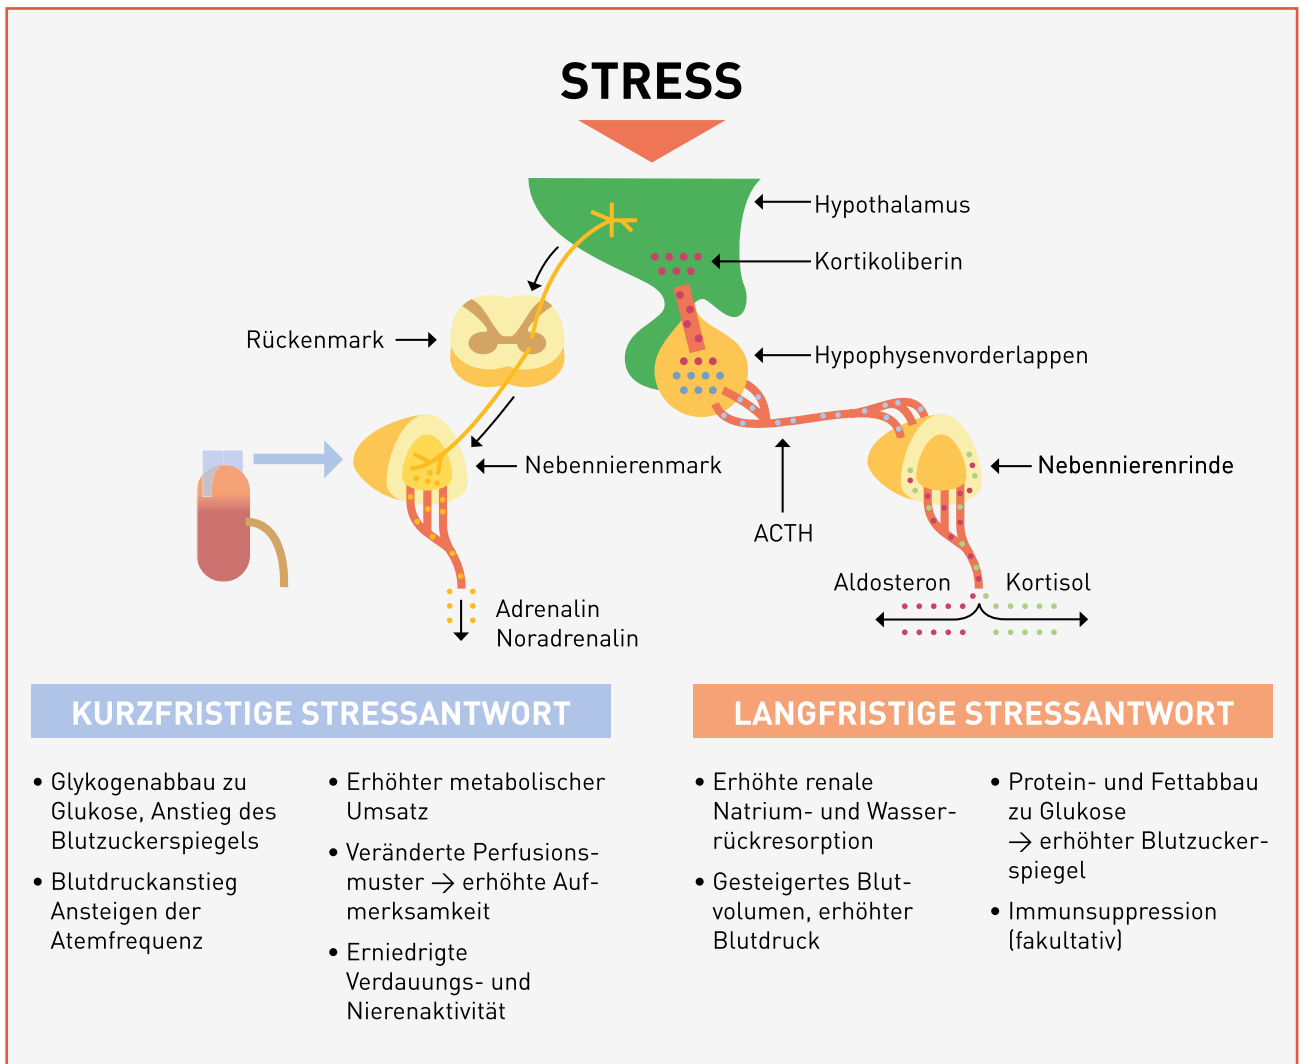 STRESS
Hypothalamus
Kortikoliberin
Rückenmark
Hypophysenvorderlappen
Nebennierenmark
Nebennierenrinde
ACTH
Aldosteron
Kortisol
Adrenalin
Noradrenalin
KURZFRISTIGE STRESSANTWORT
• Glykogenabbau zu
Glukose, Anstieg des
Blutzuckerspiegels
• Blutdruckanstieg
Ansteigen der
Atemfrequenz
• Erhöhter metabolischer
Umsatz
• Veränderte Perfusions-
muster → erhöhte Auf-
merksamkeit
• Erniedrigte
Verdauungs- und
Nierenaktivität
LANGFRISTIGE STRESSANTWORT
• Erhöhte renale
Natrium- und Wasser-
rückresorption
• Gesteigertes Blut-
volumen, erhöhter
Blutdruck
• Protein- und Fettabbau
zu Glukose
→ erhöhter Blutzucker-
spiegel
• Immunsuppression
(fakultativ)